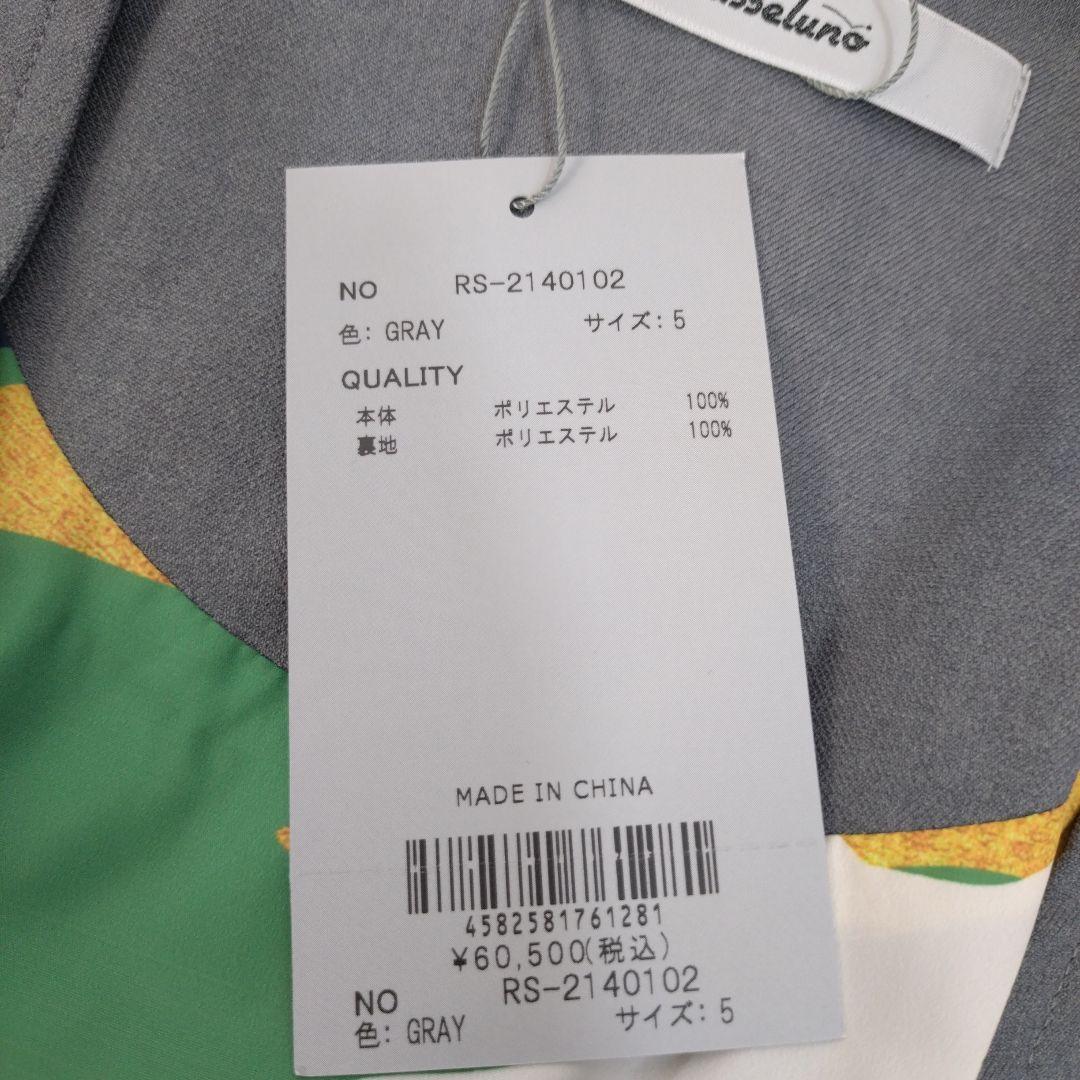 NO RS-2140102
色: GRAY サイズ: 5
QUALITY
本体 ポリエステル 100%
裏地 ポリエステル 100%
MADE IN CHINA
4582581761281
¥60,500(税込)
NO RS-2140102
色: GRAY サイズ: 5